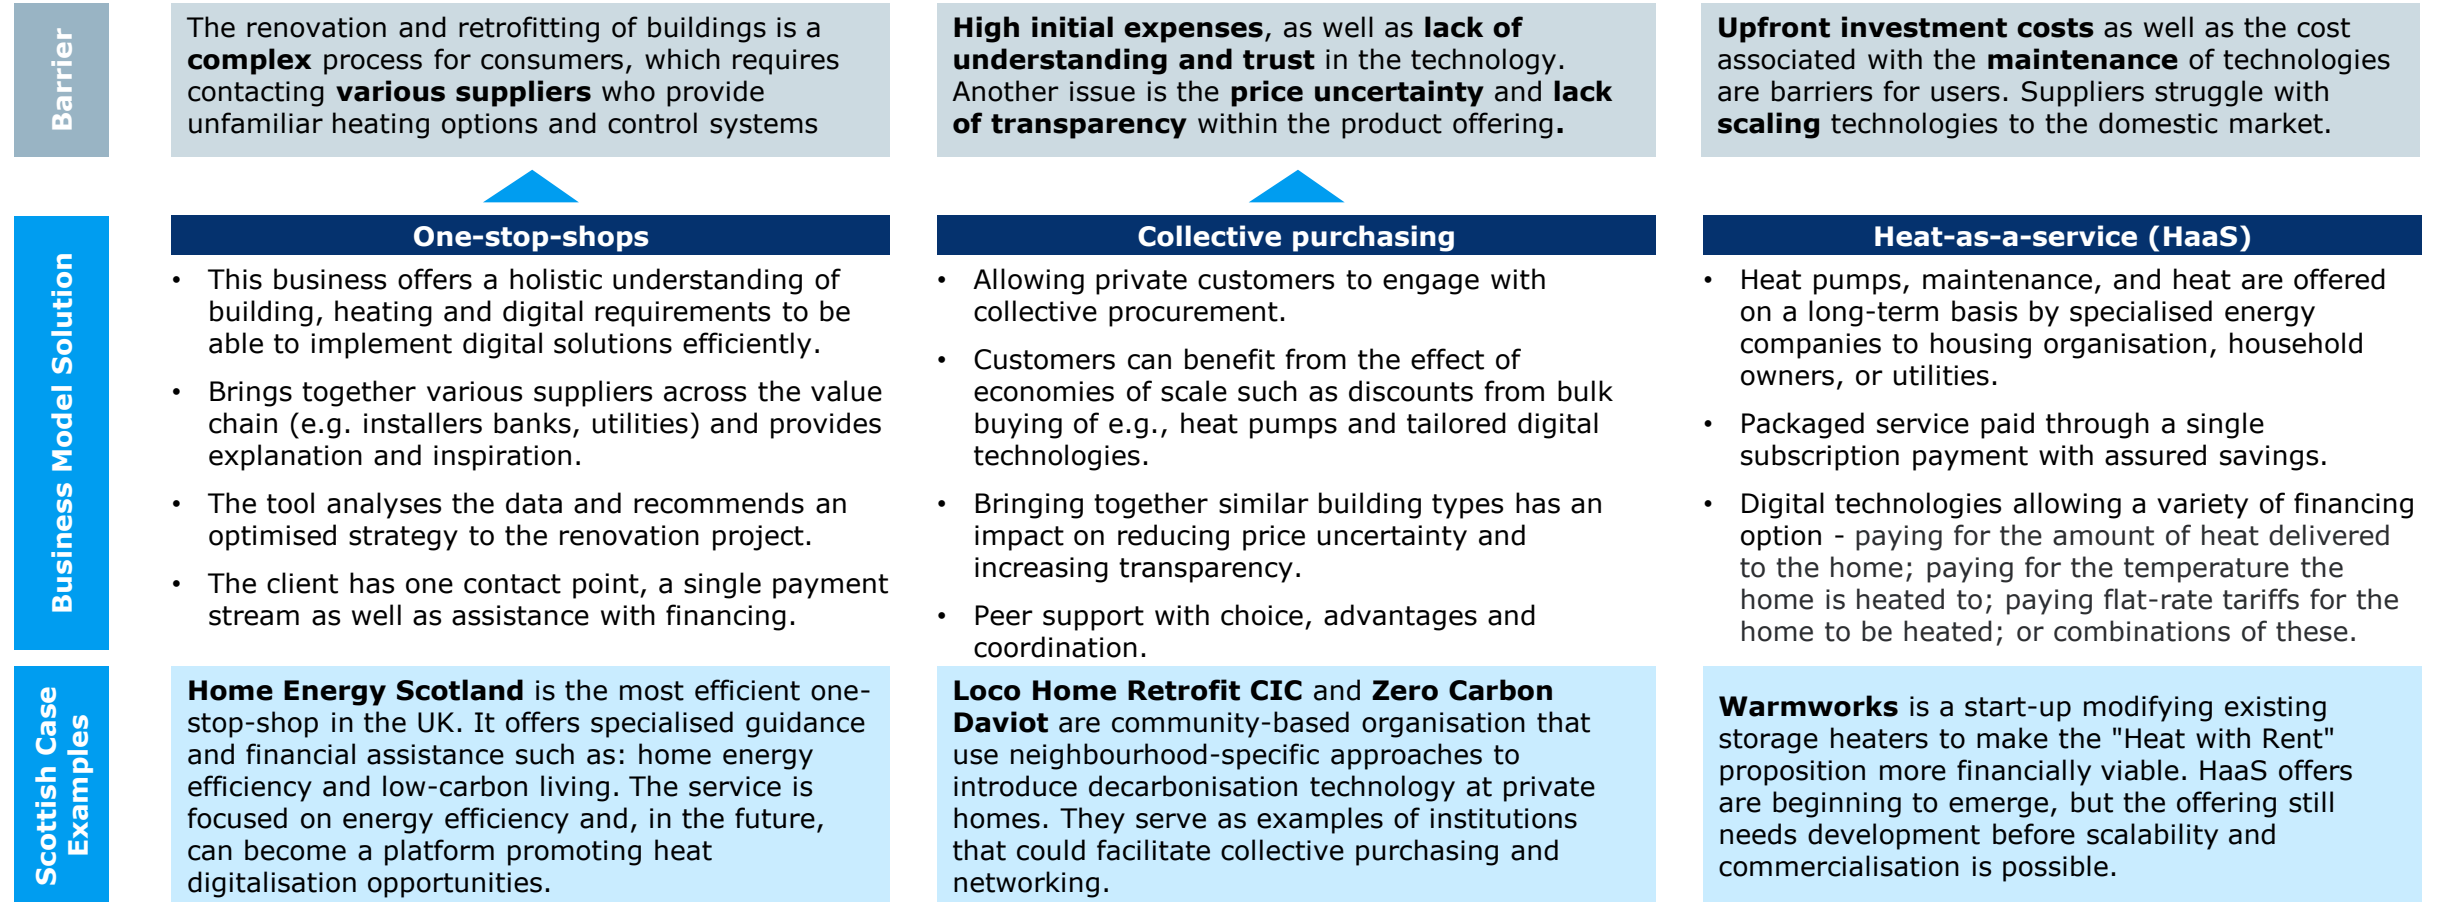 Barrier
The renovation and retrofitting of buildings is a
complex process for consumers, which requires
contacting various suppliers who provide
unfamiliar heating options and control systems
High initial expenses, as well as lack of
understanding and trust in the technology.
Another issue is the price uncertainty and lack
of transparency within the product offering.
Upfront investment costs as well as the cost
associated with the maintenance of technologies
are barriers for users. Suppliers struggle with
scaling technologies to the domestic market.
Business Model Solution
One-stop-shops
• This business offers a holistic understanding of
building, heating and digital requirements to be
able to implement digital solutions efficiently.
• Brings together various suppliers across the value
chain (e.g. installers banks, utilities) and provides
explanation and inspiration.
• The tool analyses the data and recommends an
optimised strategy to the renovation project.
• The client has one contact point, a single payment
stream as well as assistance with financing.
Collective purchasing
• Allowing private customers to engage with
collective procurement.
• Customers can benefit from the effect of
economies of scale such as discounts from bulk
buying of e.g., heat pumps and tailored digital
technologies.
• Bringing together similar building types has an
impact on reducing price uncertainty and
increasing transparency.
• Peer support with choice, advantages and
coordination.
Heat-as-a-service (HaaS)
• Heat pumps, maintenance, and heat are offered
on a long-term basis by specialised energy
companies to housing organisation, household
owners, or utilities.
• Packaged service paid through a single
subscription payment with assured savings.
• Digital technologies allowing a variety of financing
option - paying for the amount of heat delivered
to the home; paying for the temperature the
home is heated to; paying flat-rate tariffs for the
home to be heated; or combinations of these.
Scottish Case
Examples
Home Energy Scotland is the most efficient one-
stop-shop in the UK. It offers specialised guidance
and financial assistance such as: home energy
efficiency and low-carbon living. The service is
focused on energy efficiency and, in the future,
can become a platform promoting heat
digitalisation opportunities.
Loco Home Retrofit CIC and Zero Carbon
Daviot are community-based organisation that
use neighbourhood-specific approaches to
introduce decarbonisation technology at private
homes. They serve as examples of institutions
that could facilitate collective purchasing and
networking.
Warmworks is a start-up modifying existing
storage heaters to make the "Heat with Rent"
proposition more financially viable. HaaS offers
are beginning to emerge, but the offering still
needs development before scalability and
commercialisation is possible.